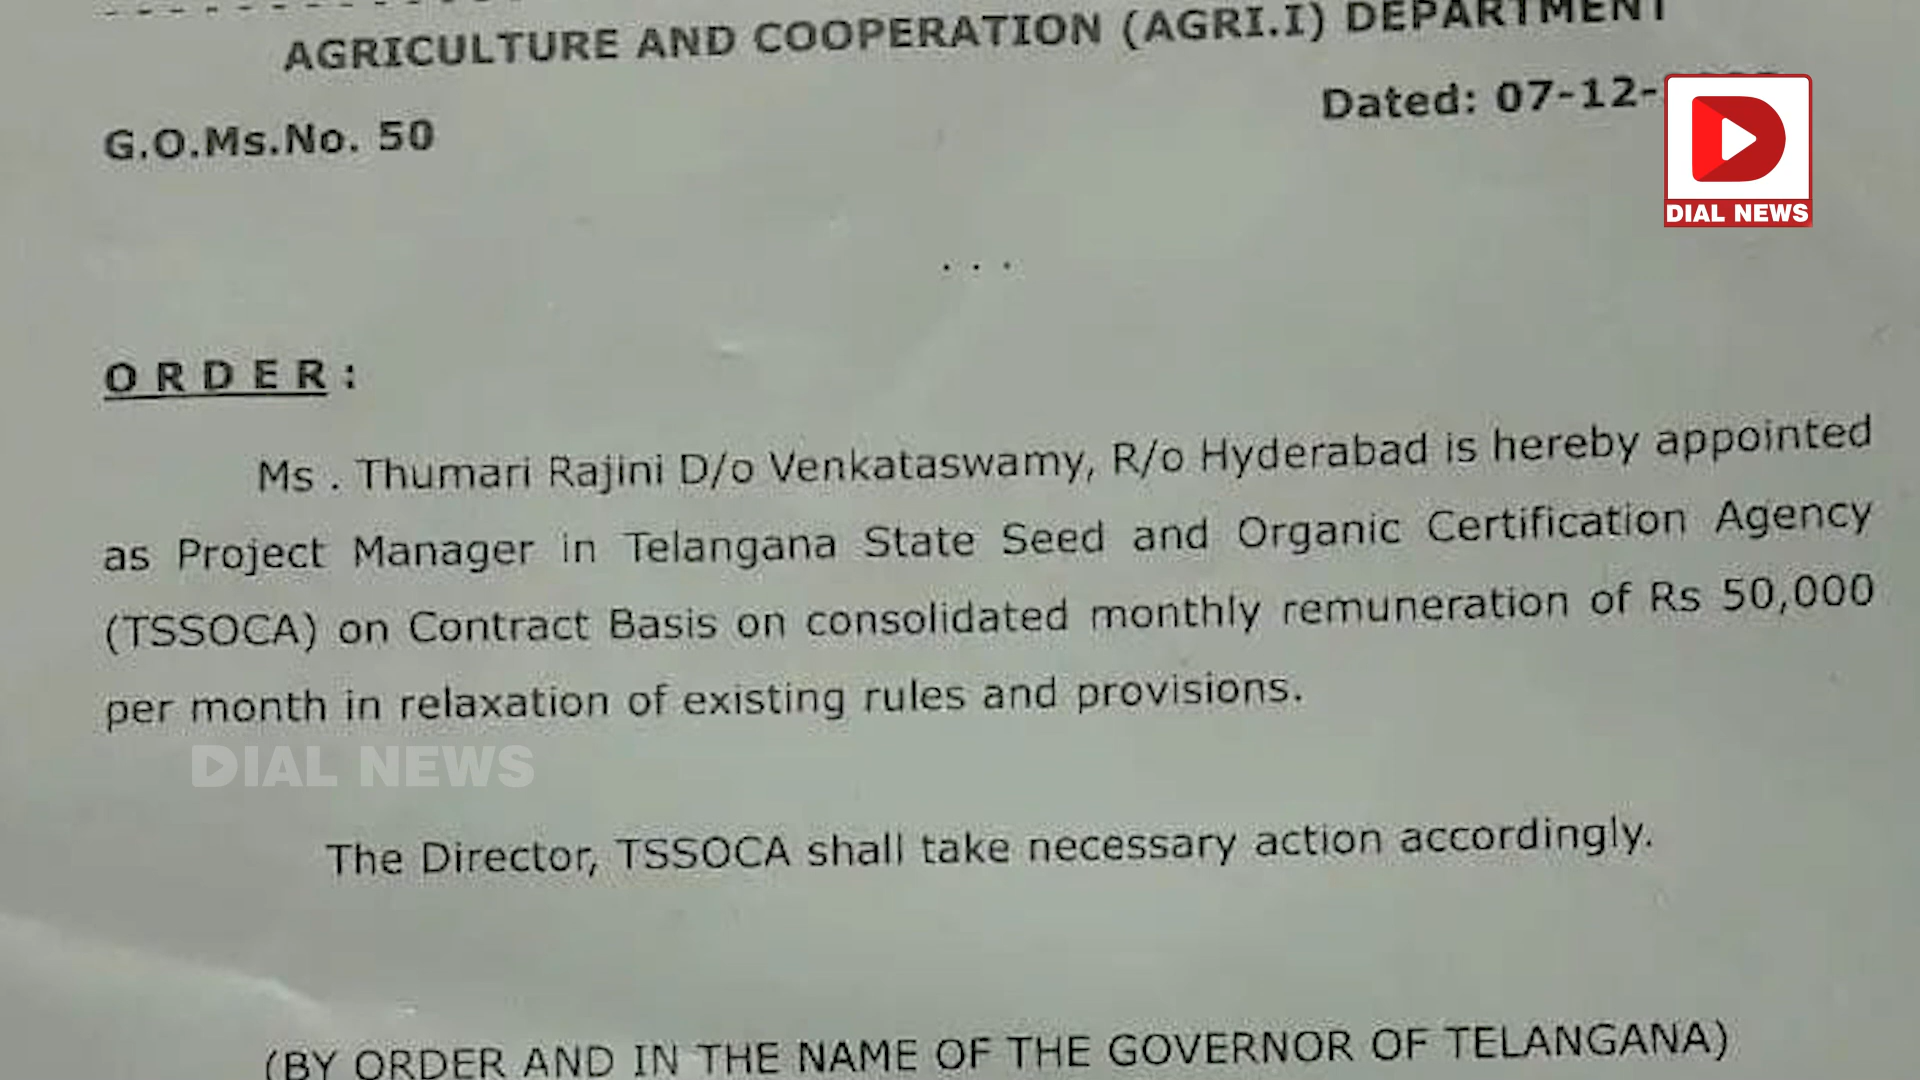 AGRICULTURE AND COOPERATION (AGRI.I) DEPARTMENT
G.O.Ms.No. 50
Dated: 07-12-
DIAL NEWS
. . .
O R D E R :
Ms . Thumari Rajini D/o Venkataswamy, R/o Hyderabad is hereby appointed
as Project Manager in Telangana State Seed and Organic Certification Agency
(TSSOCA) on Contract Basis on consolidated monthly remuneration of Rs 50,000
per month in relaxation of existing rules and provisions.
DIAL NEWS
The Director, TSSOCA shall take necessary action accordingly.
(BY ORDER AND IN THE NAME OF THE GOVERNOR OF TELANGANA)